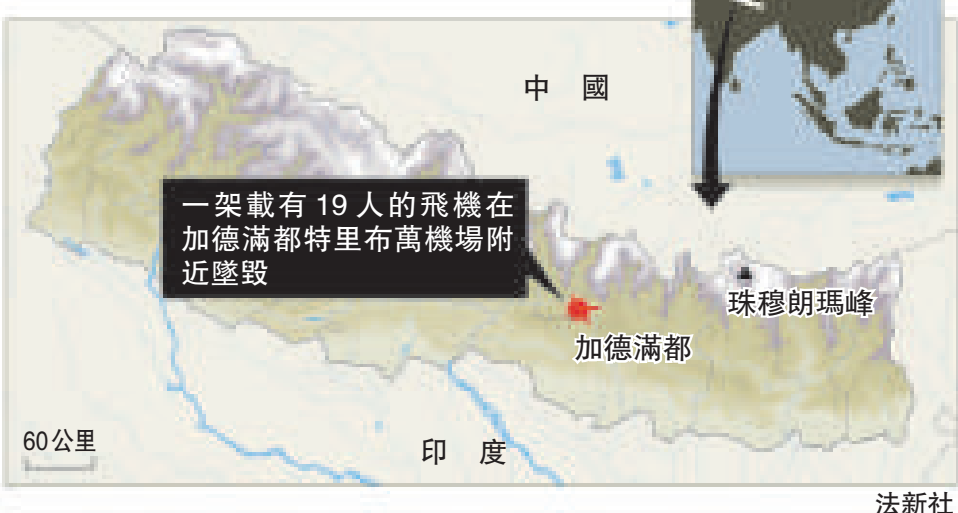 中 國
一架載有 19 人的飛機在
加德滿都特里布萬機場附
近墜毀
珠穆朗瑪峰
加德滿都
60公里
印 度
法新社